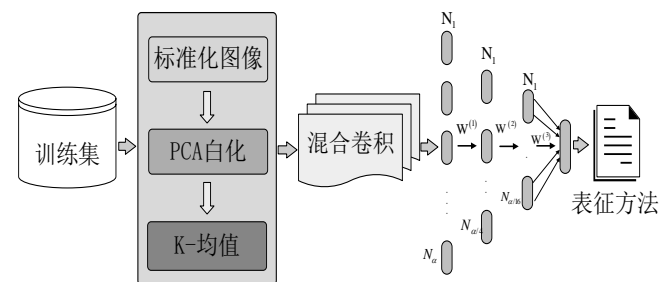 训练集
标准化图像
PCA白化
K-均值
混合卷积
N₁
N₁
N₁
W⁽¹⁾
W⁽²⁾
W⁽³⁾
Nα
Nα/4
Nα/16
表征方法